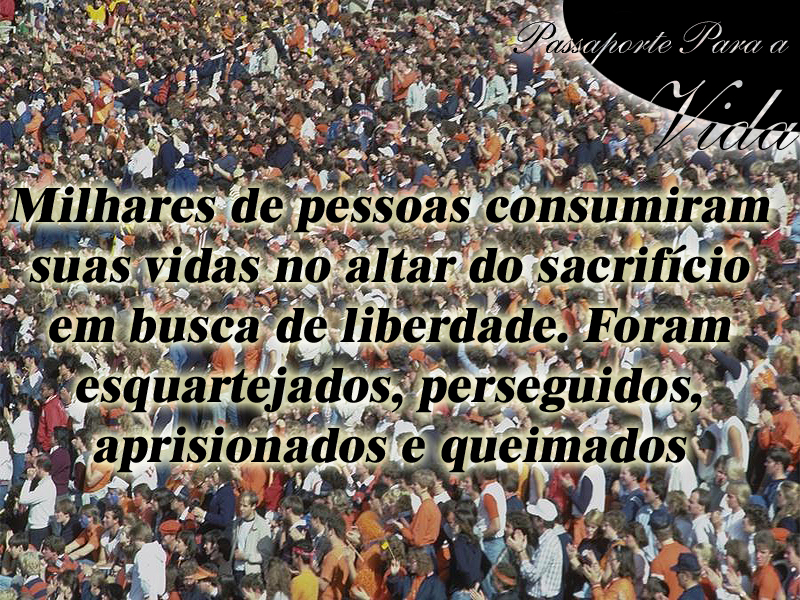 Passaporte Para a
Vida
Milhares de pessoas consumiram
suas vidas no altar do sacrifício
em busca de liberdade. Foram
esquartejados, perseguidos,
aprisionados e queimados